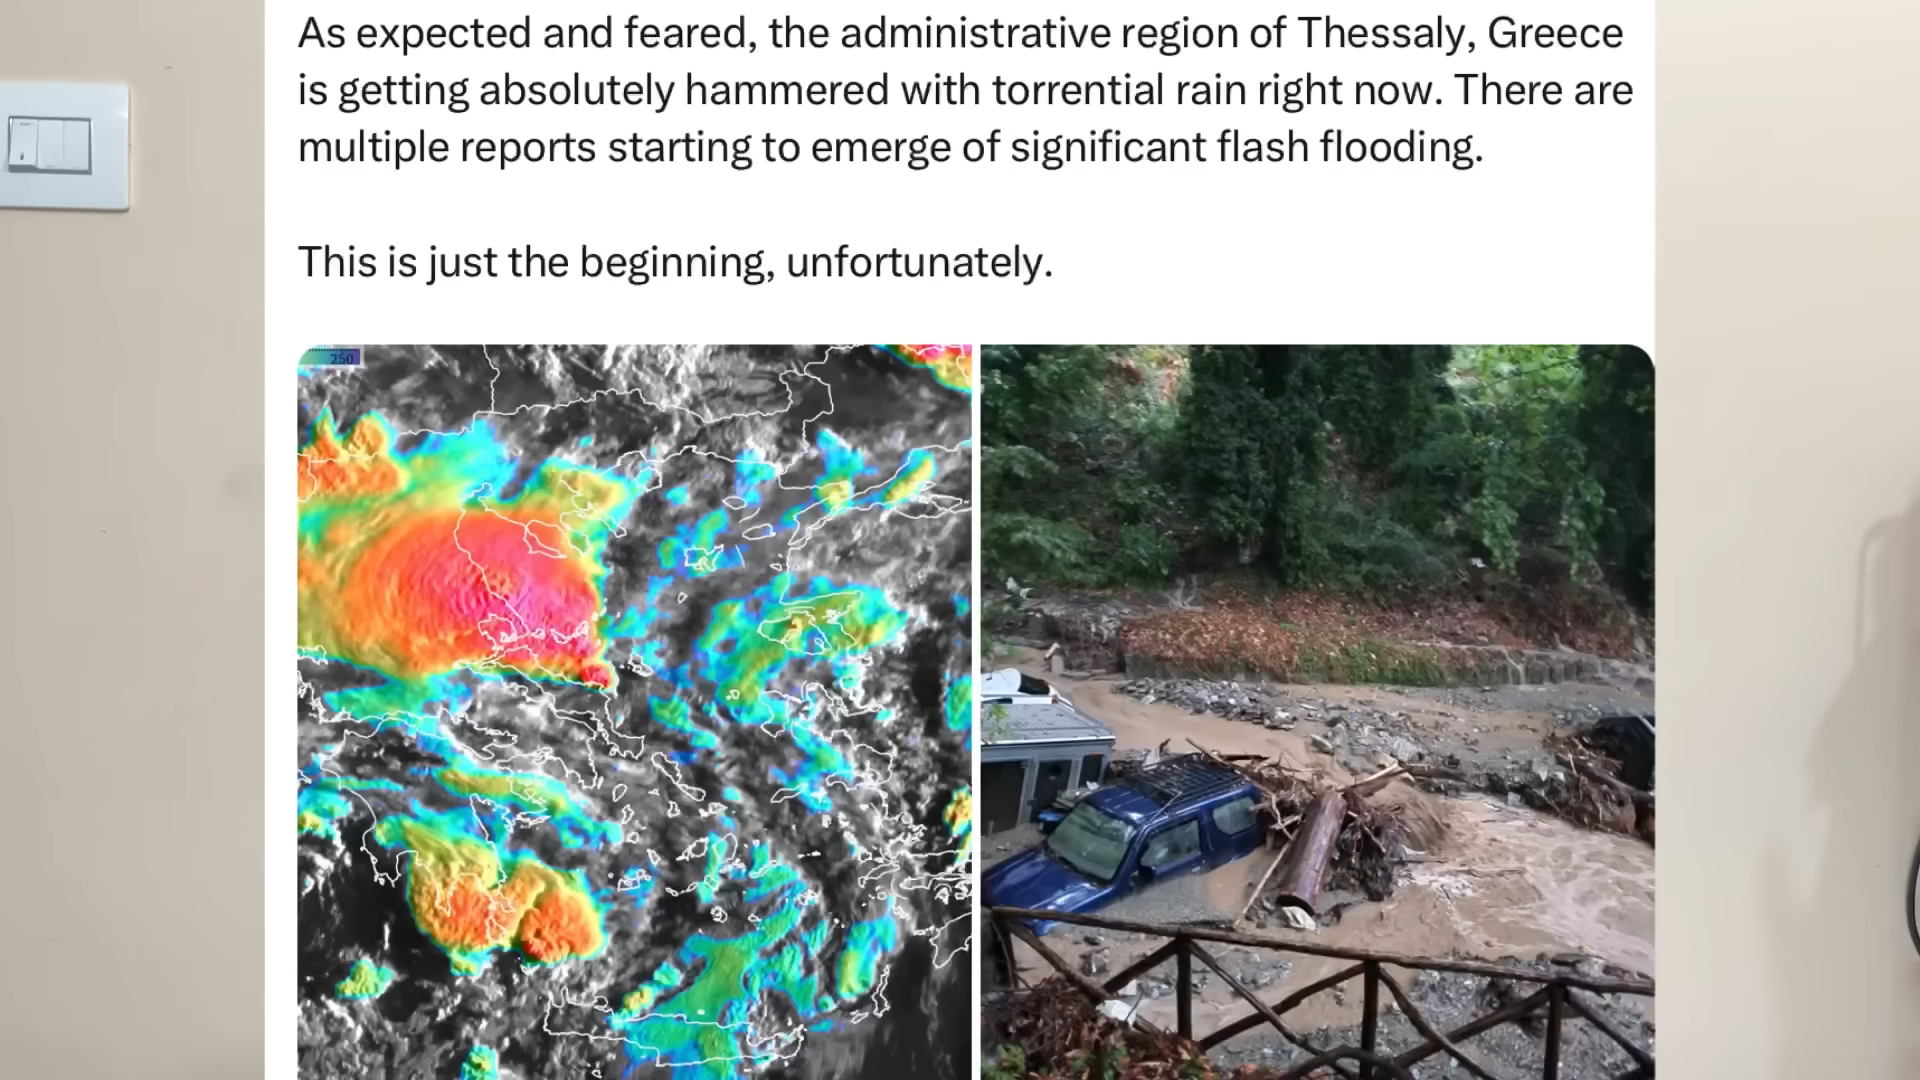 As expected and feared, the administrative region of Thessaly, Greece
is getting absolutely hammered with torrential rain right now. There are
multiple reports starting to emerge of significant flash flooding.
This is just the beginning, unfortunately.
250